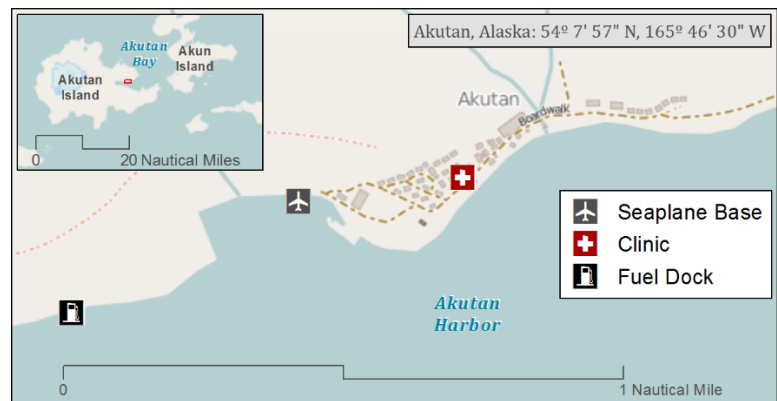 Akutan, Alaska: 54º 7' 57" N, 165º 46' 30" W
Akutan
Bay
Akun
Island
Akutan
Island
0
20 Nautical Miles
Akutan
Boardwalk
Seaplane Base
Clinic
Fuel Dock
Akutan
Harbor
0
1 Nautical Mile